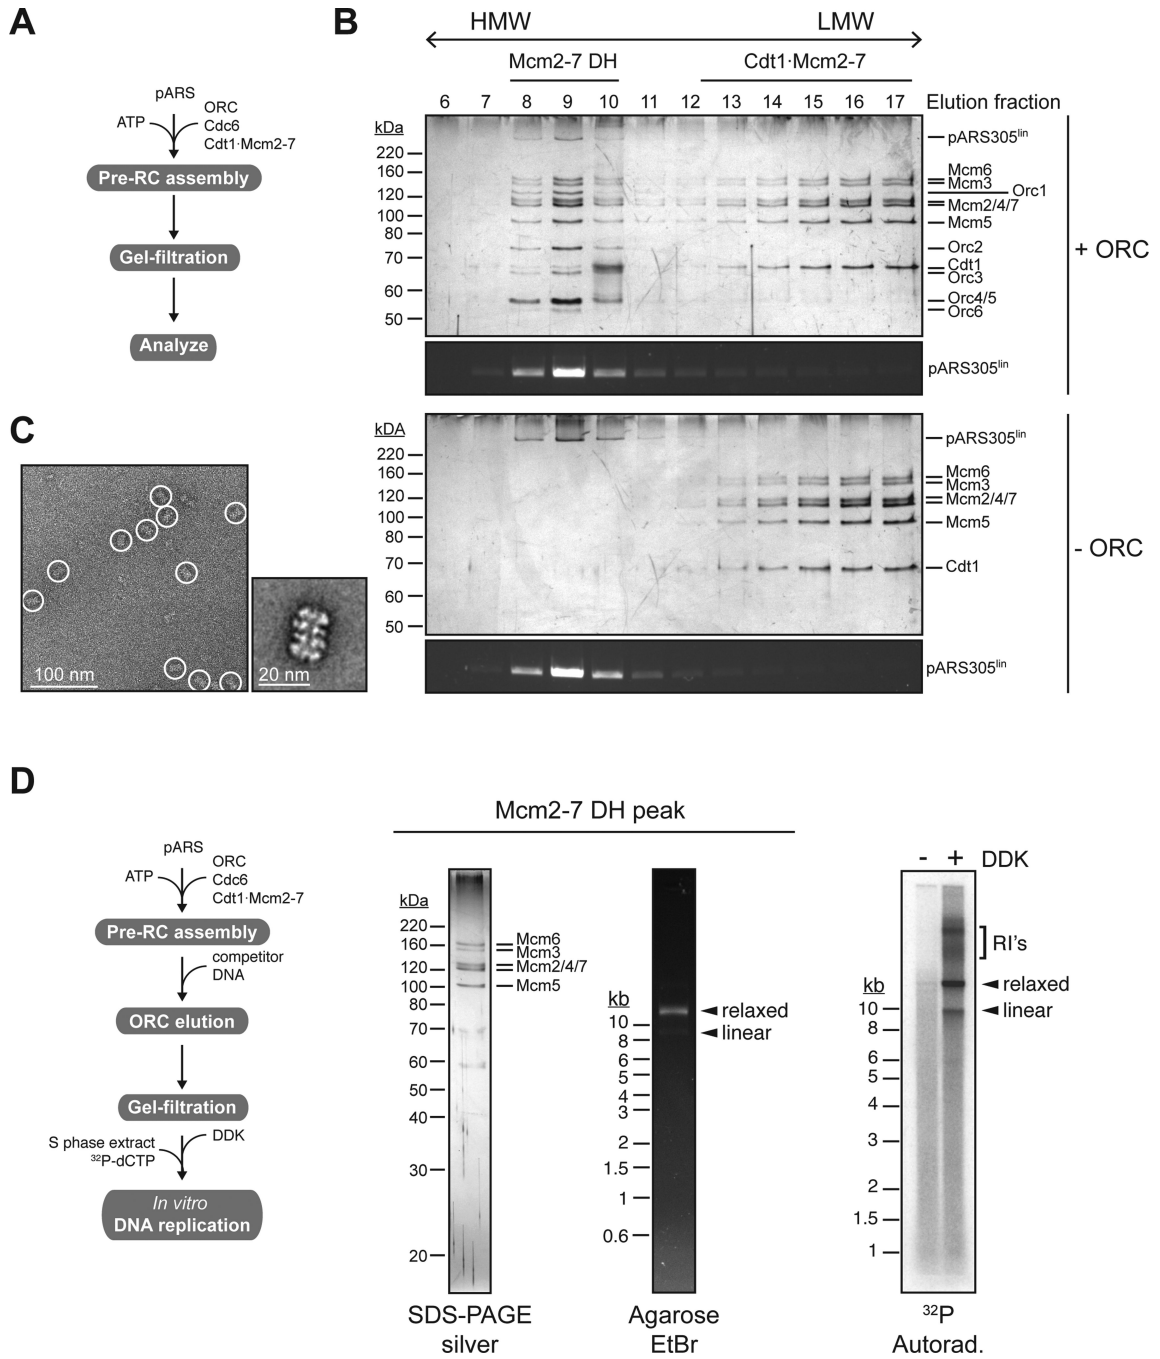 A
pARS
ATP
ORC
Cdc6
Cdt1·Mcm2-7
Pre-RC assembly
Gel-filtration
Analyze
B
HMW
LMW
Mcm2-7 DH
Cdt1·Mcm2-7
6 7 8 9 10 11 12 13 14 15 16 17 Elution fraction
kDa
220
160
120
100
80
70
60
50
pARS305lin
Mcm6
Mcm3
Orc1
Mcm2/4/7
Mcm5
Orc2
Cdt1
Orc3
Orc4/5
Orc6
pARS305lin
+ ORC
kDA
220
160
120
100
80
70
60
50
pARS305lin
Mcm6
Mcm3
Mcm2/4/7
Mcm5
Cdt1
pARS305lin
- ORC
C
100 nm
20 nm
D
pARS
ATP
ORC
Cdc6
Cdt1·Mcm2-7
Pre-RC assembly
competitor
DNA
ORC elution
Gel-filtration
S phase extract
32P-dCTP
DDK
In vitro
DNA replication
Mcm2-7 DH peak
kDa
220
160
120
100
80
70
60
50
40
30
20
Mcm6
Mcm3
Mcm2/4/7
Mcm5
SDS-PAGE
silver
kb
10
8
6
5
4
3
2
1.5
1
0.6
relaxed
linear
Agarose
EtBr
- + DDK
kb
10
8
6
5
4
3
2
1.5
1
RI's
relaxed
linear
32P
Autorad.